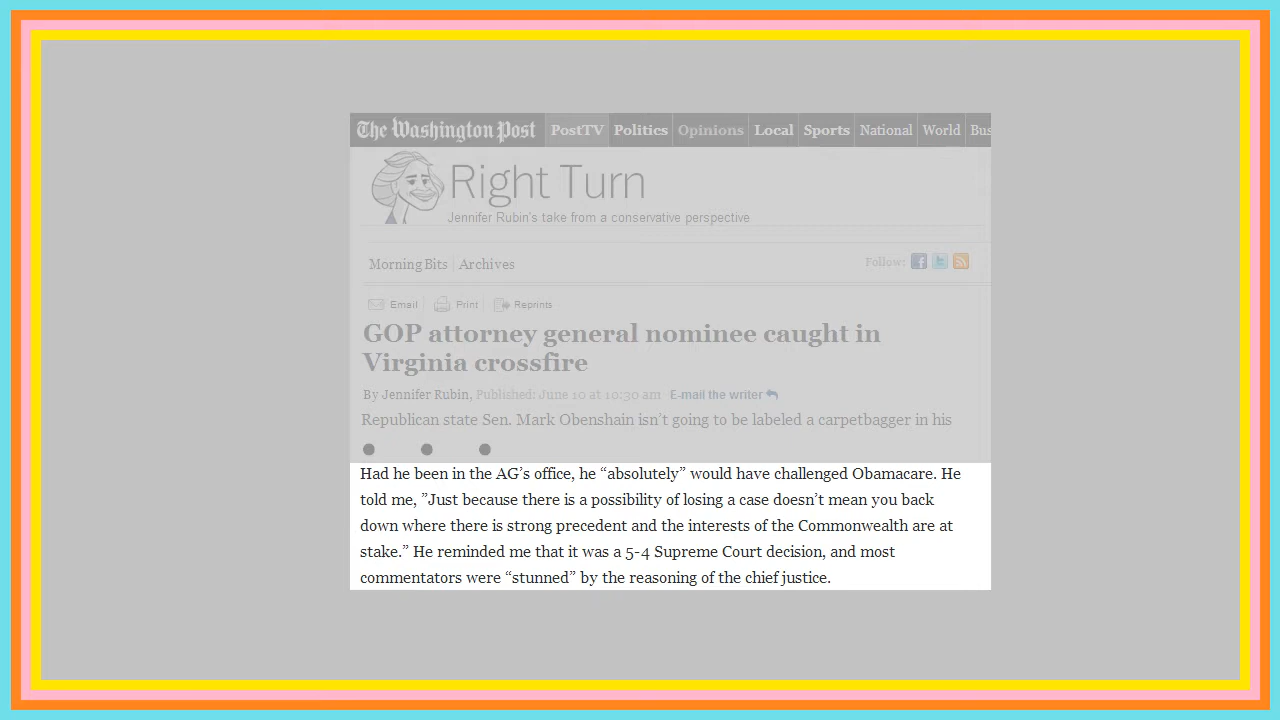 The Washington Post PostTV Politics Opinions Local Sports National World Bus
Right Turn
Jennifer Rubin's take from a conservative perspective
Morning Bits Archives Follow:
Email Print Reprints
GOP attorney general nominee caught in
Virginia crossfire
By Jennifer Rubin, Published: June 10 at 10:30 am E-mail the writer
Republican state Sen. Mark Obenshain isn't going to be labeled a carpetbagger in his
Had he been in the AG's office, he “absolutely” would have challenged Obamacare. He
told me, ”Just because there is a possibility of losing a case doesn't mean you back
down where there is strong precedent and the interests of the Commonwealth are at
stake.” He reminded me that it was a 5-4 Supreme Court decision, and most
commentators were “stunned” by the reasoning of the chief justice.